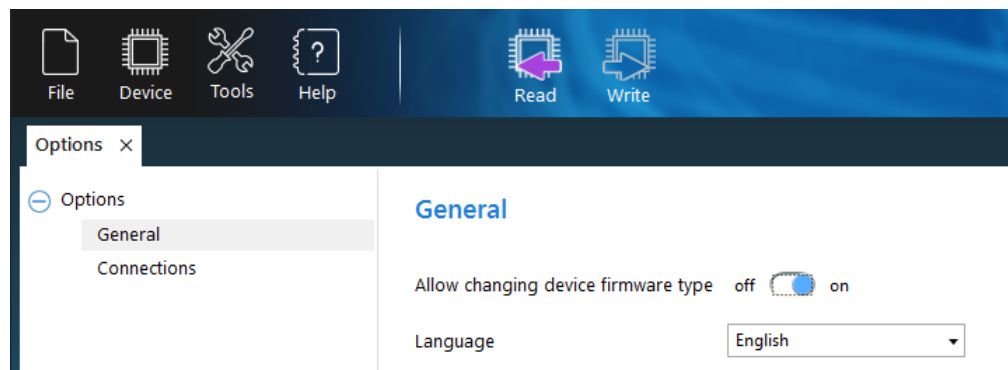 File Device Tools Help Read Write
Options
Options
General
Connections
General
Allow changing device firmware type off on
Language English